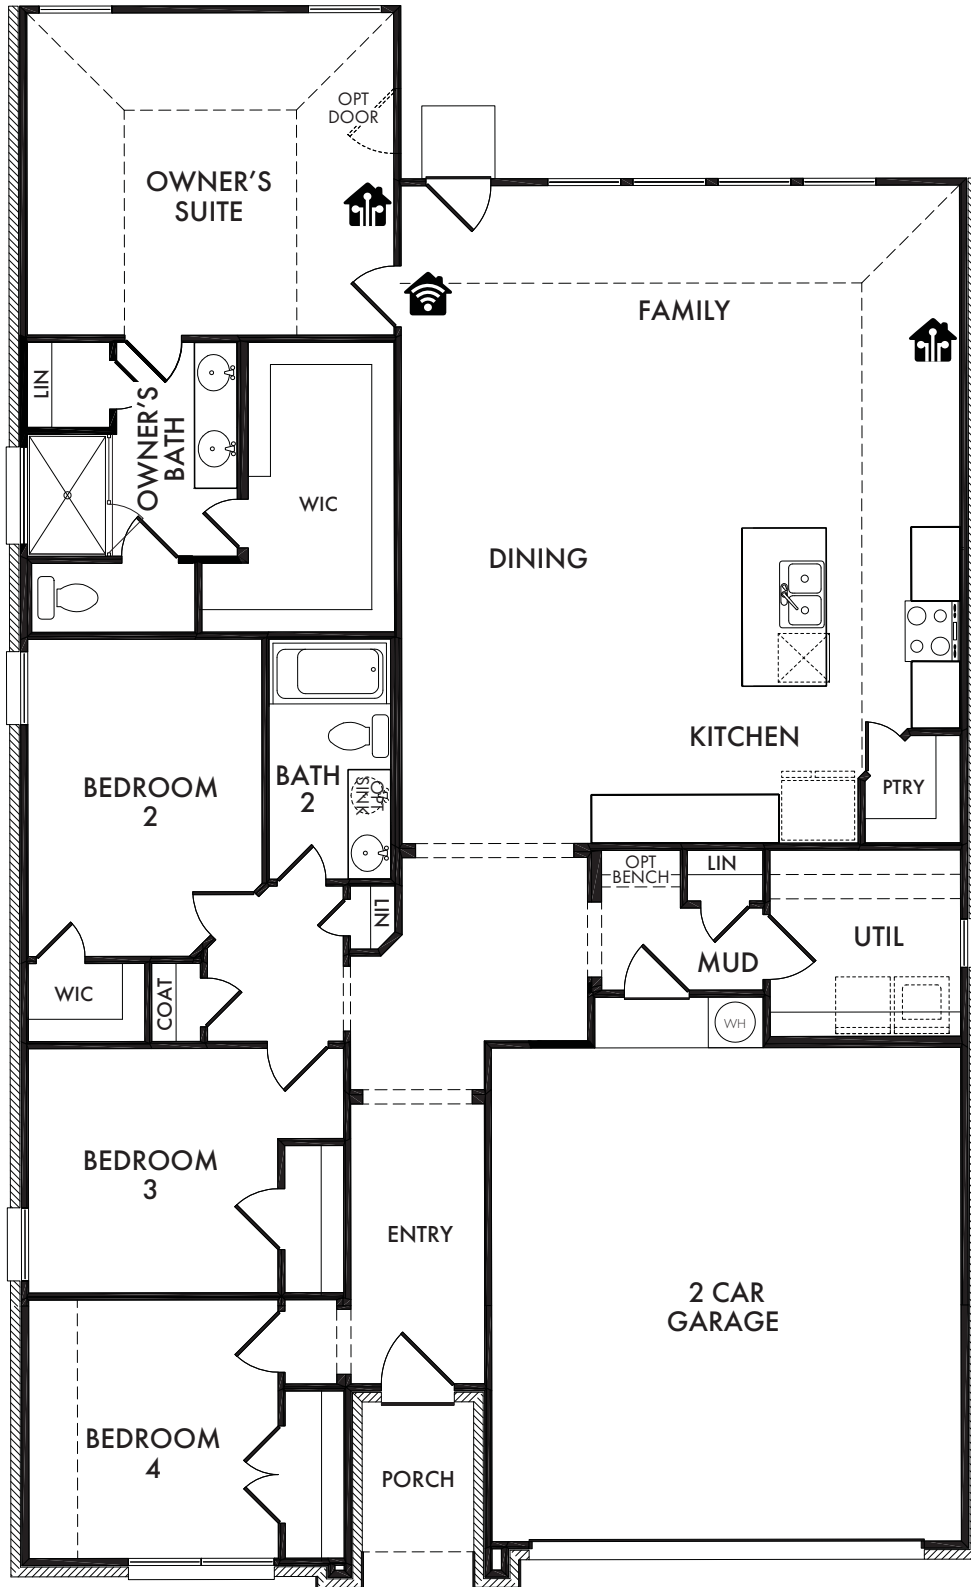 OPT
DOOR
OWNER'S
SUITE
FAMILY
LIN
OWNER'S
BATH
WIC
DINING
KITCHEN
PTRY
BEDROOM
2
BATH
2
OPT
SINK
OPT
BENCH
LIN
LIN
UTIL
MUD
WIC
COAT
WH
BEDROOM
3
ENTRY
2 CAR
GARAGE
BEDROOM
4
PORCH